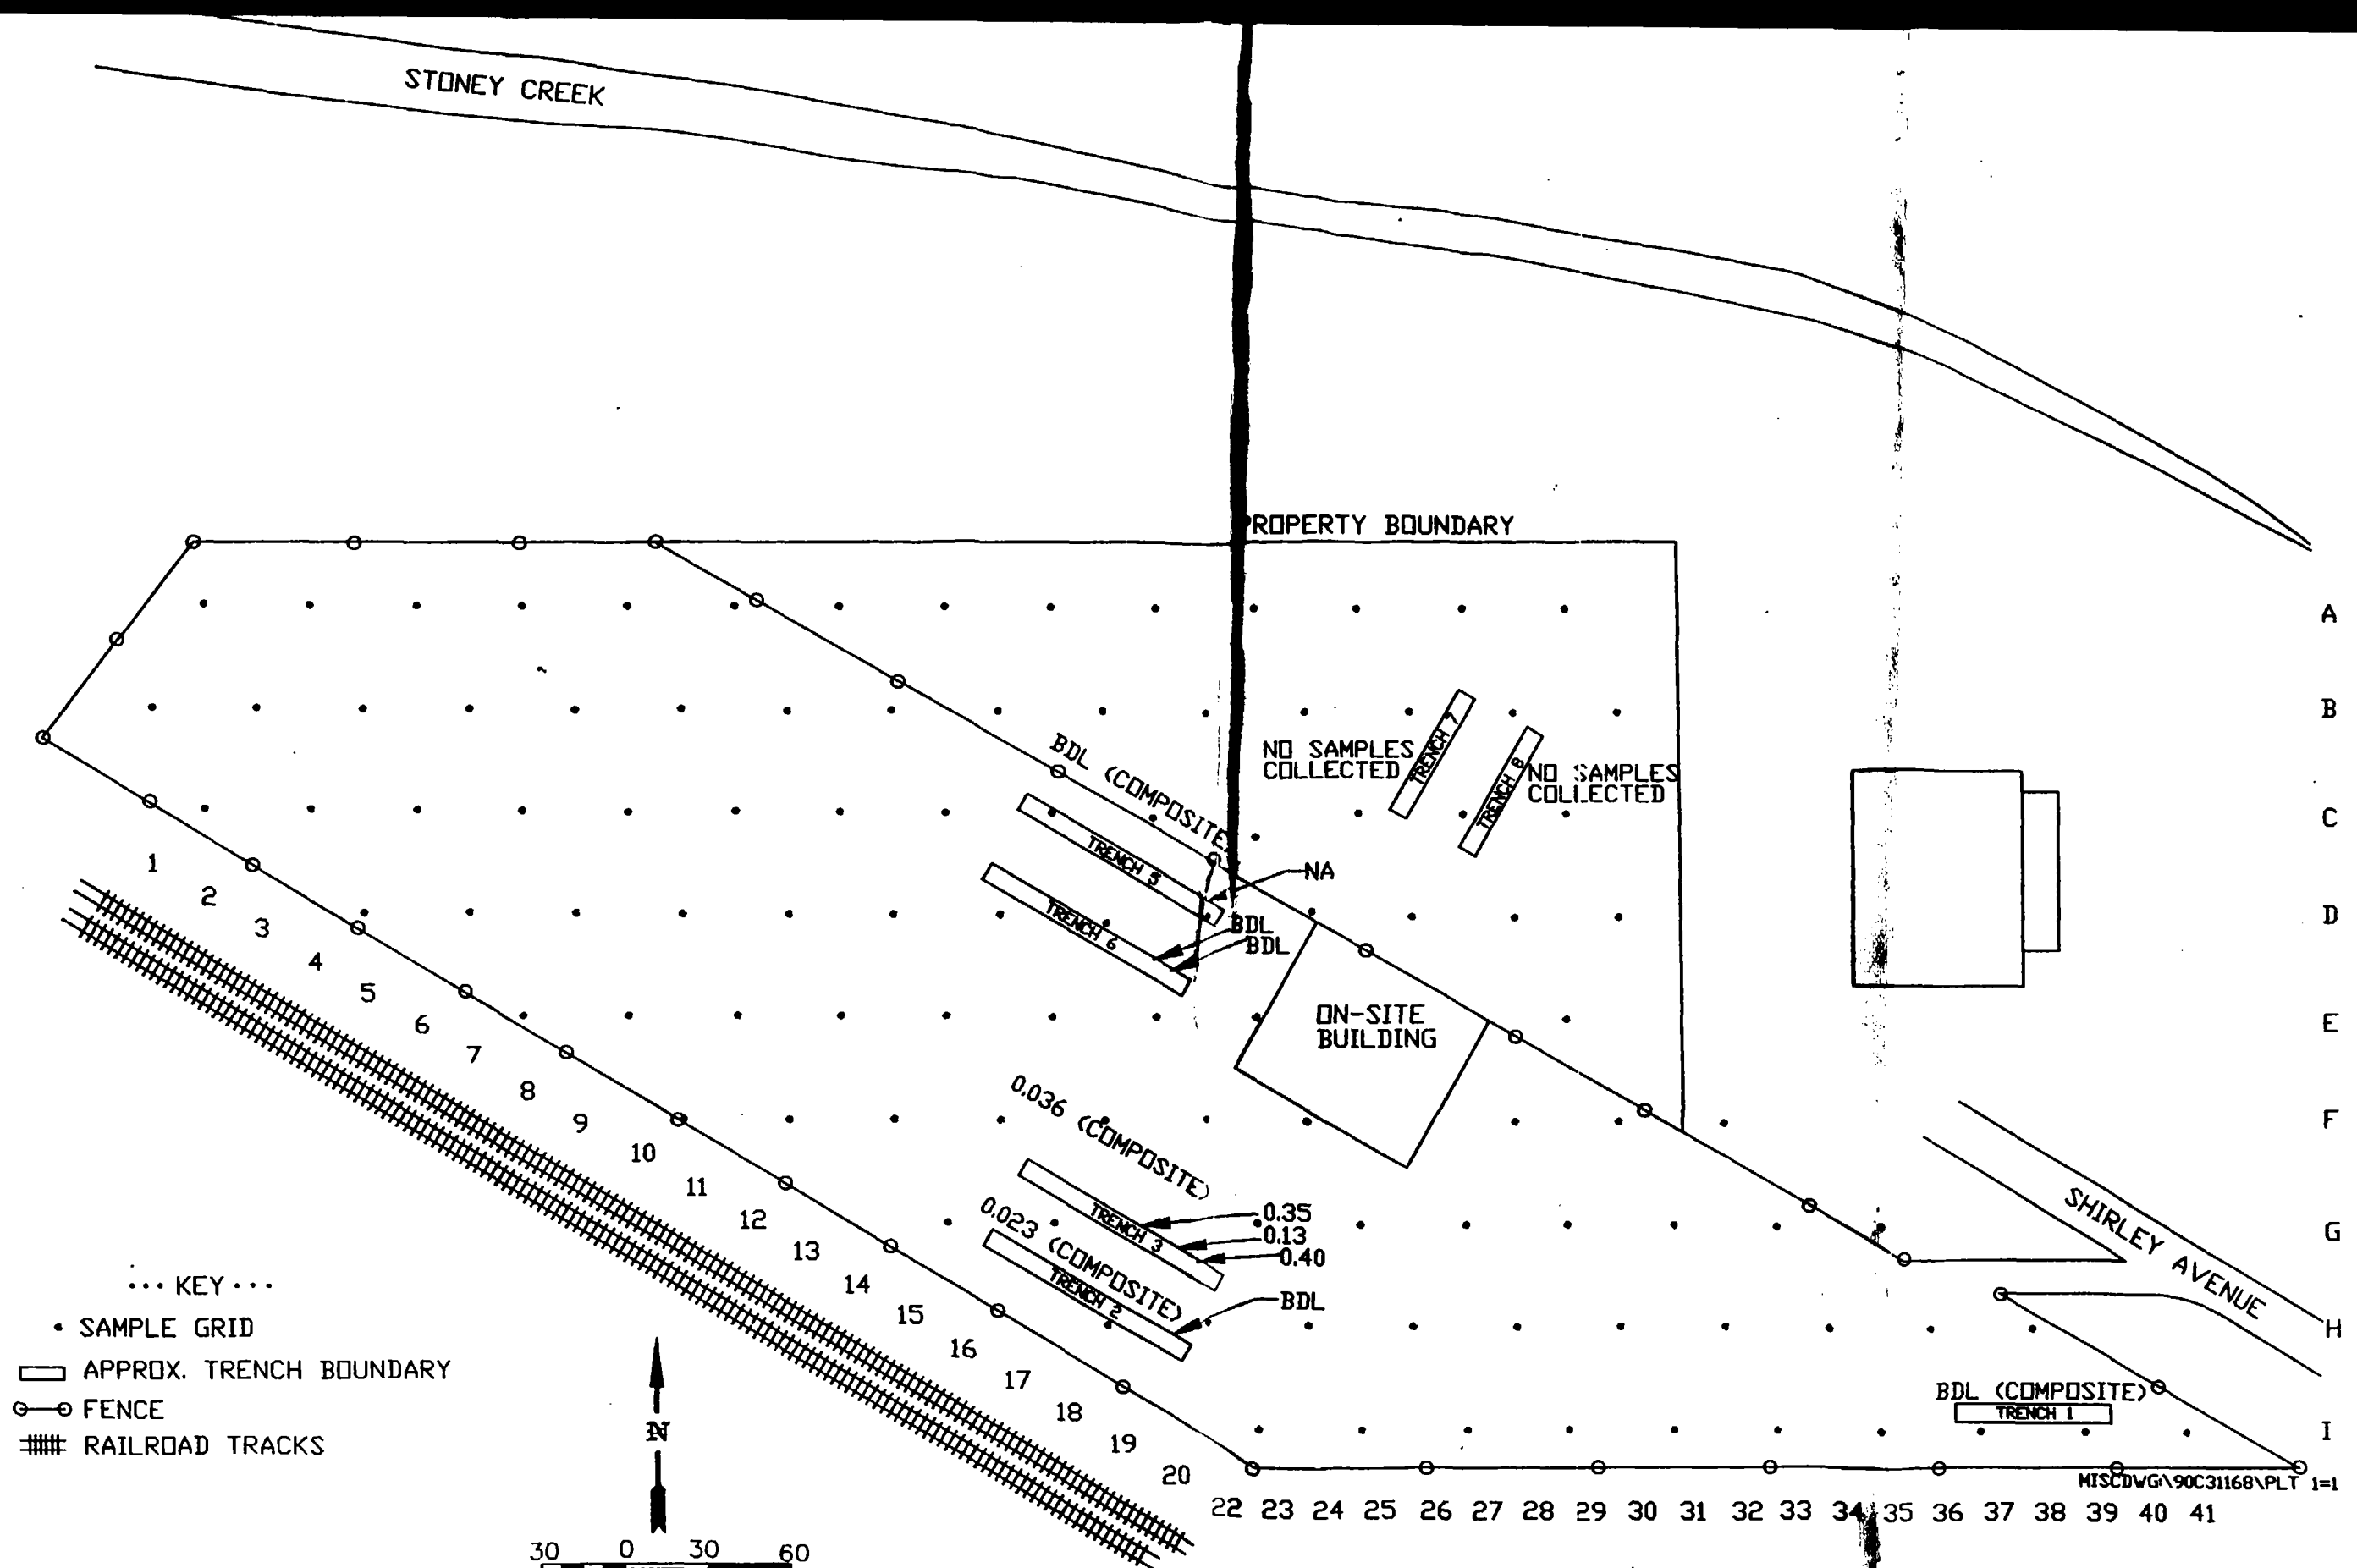 STONEY CREEK
PROPERTY BOUNDARY
A
B
BDL (COMPOSITE)
NO SAMPLES
COLLECTED
TRENCH 7
TRENCH 8
NO SAMPLES
COLLECTED
C
TRENCH 5
NA
TRENCH 6
BDL
BDL
D
ON-SITE
BUILDING
E
0.036 (COMPOSITE)
F
TRENCH 3
0.35
0.13
0.40
G
0.023 (COMPOSITE)
TRENCH 2
BDL
SHIRLEY AVENUE
H
BDL (COMPOSITE)
TRENCH 1
I
1
2
3
4
5
6
7
8
9
10
11
12
13
14
15
16
17
18
19
20
22 23 24 25 26 27 28 29 30 31 32 33 34 35 36 37 38 39 40 41
MISCDWG\90C31168\PLT 1=1
··· KEY ···
• SAMPLE GRID
APPROX. TRENCH BOUNDARY
FENCE
RAILROAD TRACKS
N
30 0 30 60